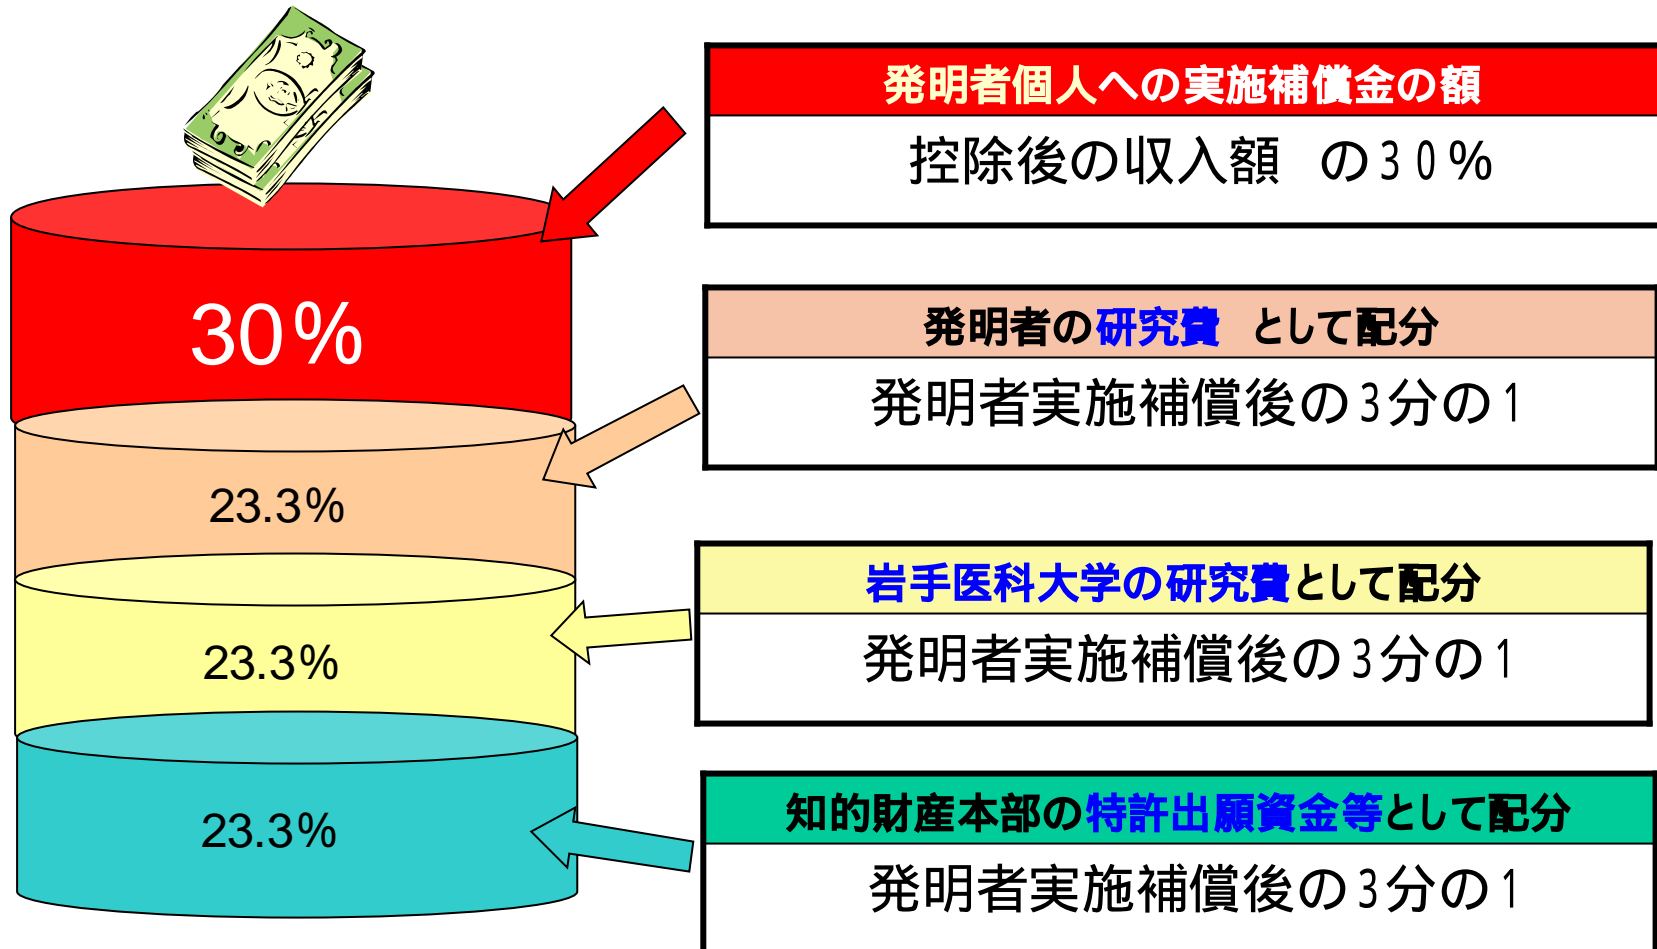 発明者個人への実施補償金の額
控除後の収入額 の30%
30%
発明者の研究費 として配分
発明者実施補償後の3分の1
23.3%
岩手医科大学の研究費として配分
発明者実施補償後の3分の1
23.3%
知的財産本部の特許出願資金等として配分
発明者実施補償後の3分の1
23.3%